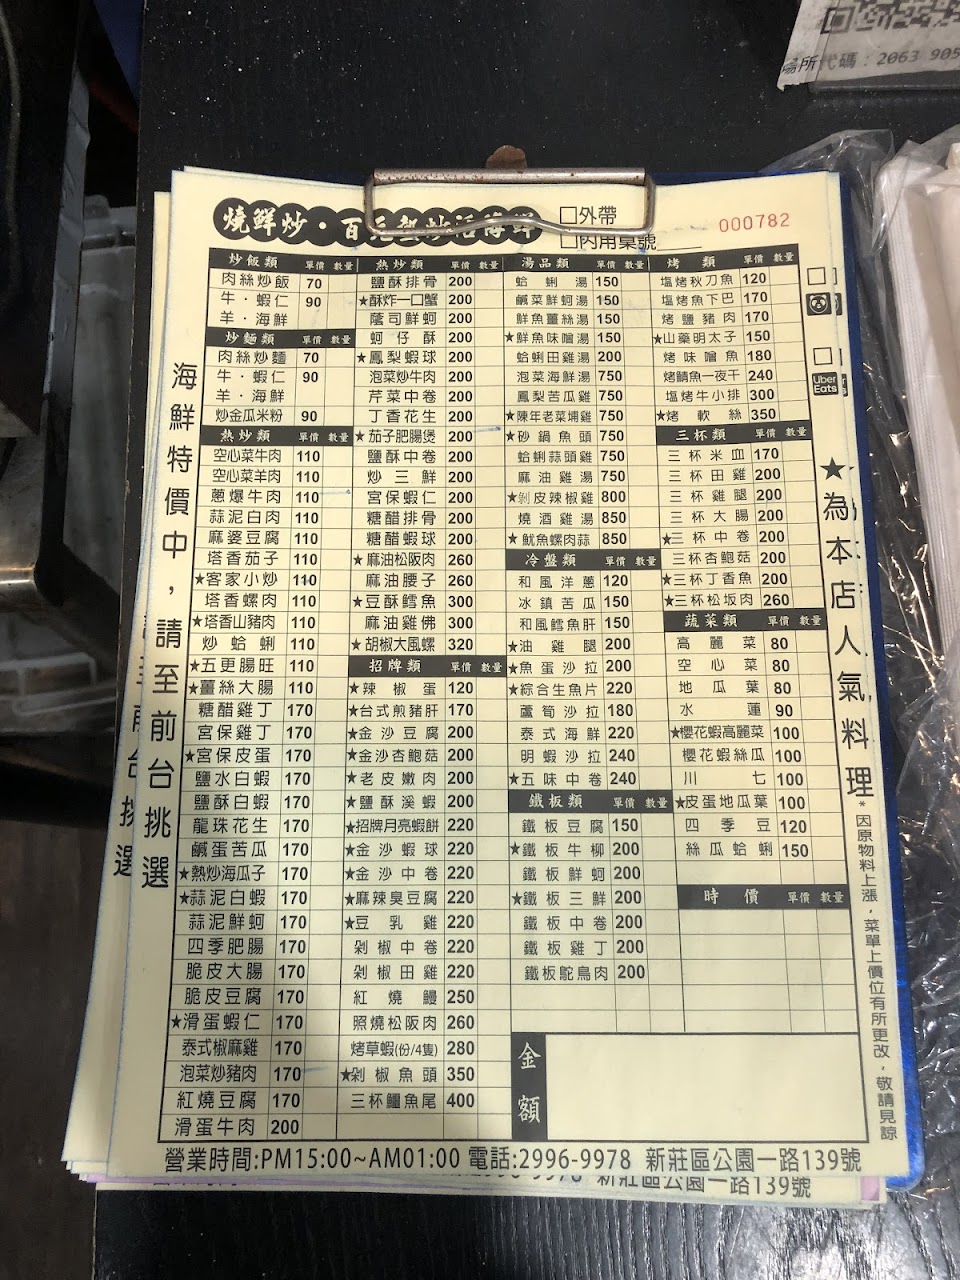 場所代碼：2063 905
燒鮮炒・百元熱炒活海鮮
□外帶
□內用桌號
000782
炒飯類 單價 數量
肉絲炒飯 70
牛・蝦仁 90
羊・海鮮
炒麵類 單價 數量
肉絲炒麵 70
牛・蝦仁 90
羊・海鮮
炒金瓜米粉 90
熱炒類 單價 數量
空心菜牛肉 110
空心菜羊肉 110
蔥爆牛肉 110
蒜泥白肉 110
麻婆豆腐 110
塔香茄子 110
★客家小炒 110
塔香螺肉 110
★塔香山豬肉 110
炒蛤蜊 110
★五更腸旺 110
★薑絲大腸 110
糖醋雞丁 170
宮保雞丁 170
★宮保皮蛋 170
鹽水白蝦 170
鹽酥白蝦 170
龍珠花生 170
鹹蛋苦瓜 170
★熱炒海瓜子 170
★蒜泥白蝦 170
蒜泥鮮蚵 170
四季肥腸 170
脆皮大腸 170
脆皮豆腐 170
★滑蛋蝦仁 170
泰式椒麻雞 170
泡菜炒豬肉 170
紅燒豆腐 170
滑蛋牛肉 200
熱炒類 單價 數量
鹽酥排骨 200
★酥炸一口蟹 200
蔭司鮮蚵 200
蚵仔酥 200
★鳳梨蝦球 200
泡菜炒牛肉 200
芹菜中卷 200
丁香花生 200
★茄子肥腸煲 200
鹽酥中卷 200
炒三鮮 200
宮保蝦仁 200
糖醋排骨 200
糖醋蝦球 200
★麻油松阪肉 260
麻油腰子 260
★豆酥鱈魚 300
麻油雞佛 300
★胡椒大風螺 320
招牌類 單價 數量
★辣椒蛋 120
★台式煎豬肝 170
★金沙豆腐 200
★金沙杏鮑菇 200
★老皮嫩肉 200
★鹽酥溪蝦 200
★招牌月亮蝦餅 220
★金沙蝦球 220
★金沙中卷 220
★麻辣臭豆腐 220
★豆乳雞 220
剁椒中卷 220
剁椒田雞 220
紅燒鰻 250
照燒松阪肉 260
烤草蝦(份/4隻) 280
★剁椒魚頭 350
三杯鱷魚尾 400
湯品類 單價 數量
蛤蜊湯 150
鹹菜鮮蚵湯 150
鮮魚薑絲湯 150
★鮮魚味噌湯 150
蛤蜊田雞湯 200
泡菜海鮮湯 750
鳳梨苦瓜雞 750
★陳年老菜埔雞 750
★砂鍋魚頭 750
蛤蜊蒜頭雞 750
麻油雞湯 750
★剝皮辣椒雞 800
燒酒雞湯 850
★魷魚螺肉蒜 850
冷盤類 單價 數量
和風洋蔥 120
冰鎮苦瓜 150
和風鱈魚肝 150
★油雞腿 200
★魚蛋沙拉 200
★綜合生魚片 220
蘆筍沙拉 180
泰式海鮮 220
明蝦沙拉 240
★五味中卷 240
鐵板類 單價 數量
鐵板豆腐 150
★鐵板牛柳 200
鐵板鮮蚵 200
★鐵板三鮮 200
鐵板中卷 200
鐵板雞丁 200
鐵板鴕鳥肉 200
烤類 單價 數量
塩烤秋刀魚 120
塩烤魚下巴 170
烤鹽豬肉 170
★山藥明太子 150
烤味噌魚 180
烤鯖魚一夜干 240
塩烤牛小排 300
★烤軟絲 350
三杯類 單價 數量
三杯米血 170
三杯田雞 200
三杯雞腿 200
三杯大腸 200
★三杯中卷 200
三杯杏鮑菇 200
★三杯丁香魚 200
★三杯松坂肉 260
蔬菜類 單價 數量
高麗菜 80
空心菜 80
地瓜葉 80
水蓮 90
★櫻花蝦高麗菜 100
櫻花蝦絲瓜 100
川七 100
★皮蛋地瓜葉 100
四季豆 120
絲瓜蛤蜊 150
時價 單價 數量
金額
海鮮特價中，請至前台挑選
Uber Eats
★為本店人氣料理
*因原物料上漲，菜單上價位有所更改，敬請見諒
營業時間:PM15:00~AM01:00 電話:2996-9978 新莊區公園一路139號
新莊區公園一路139號